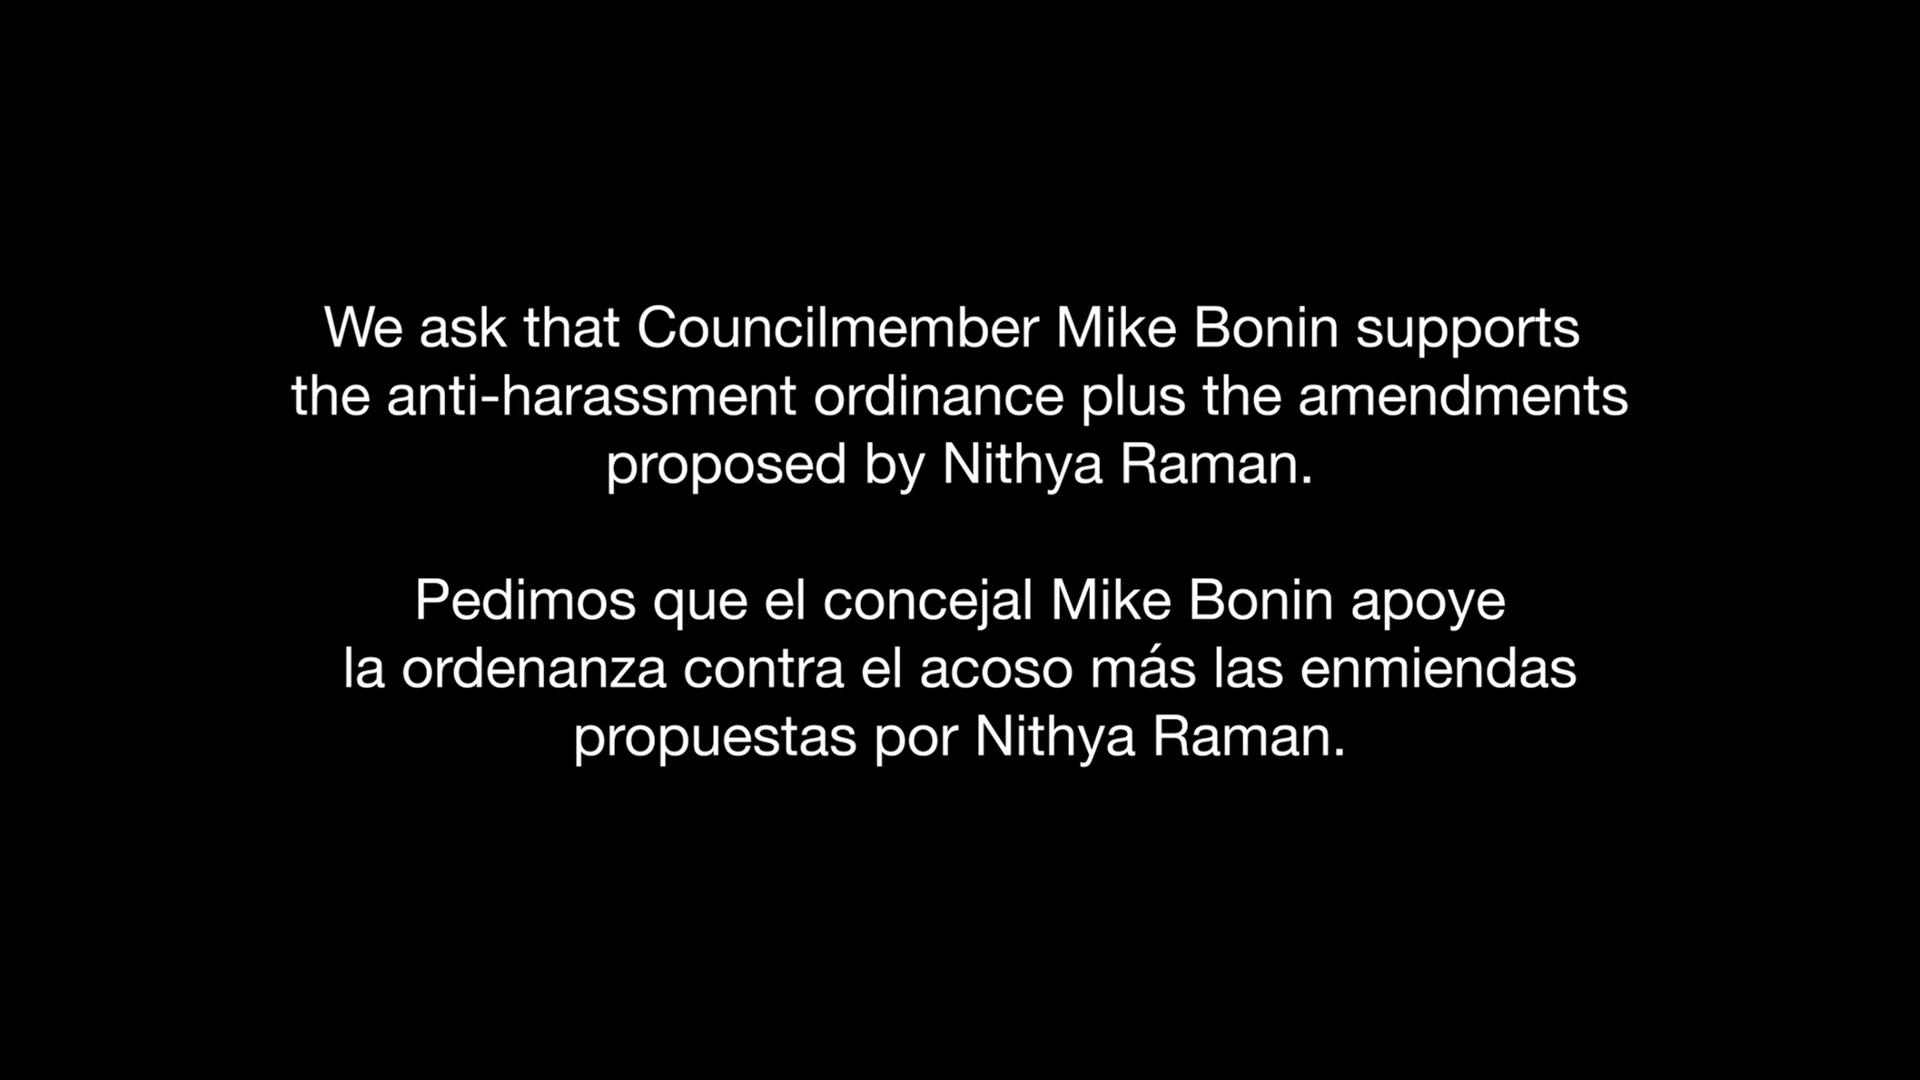 We ask that Councilmember Mike Bonin supports
the anti-harassment ordinance plus the amendments
proposed by Nithya Raman.
Pedimos que el concejal Mike Bonin apoye
la ordenanza contra el acoso más las enmiendas
propuestas por Nithya Raman.